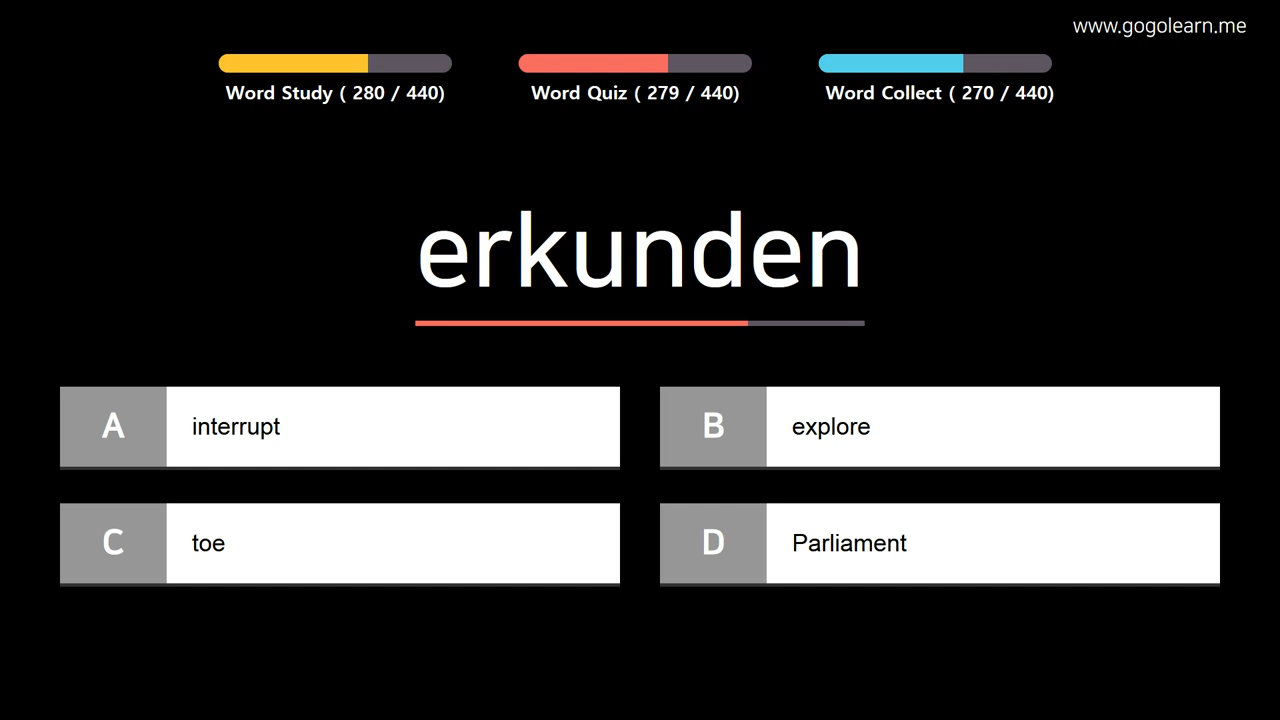 www.gogolearn.me
Word Study ( 280 / 440)
Word Quiz ( 279 / 440)
Word Collect ( 270 / 440)
erkunden
A interrupt
B explore
C toe
D Parliament